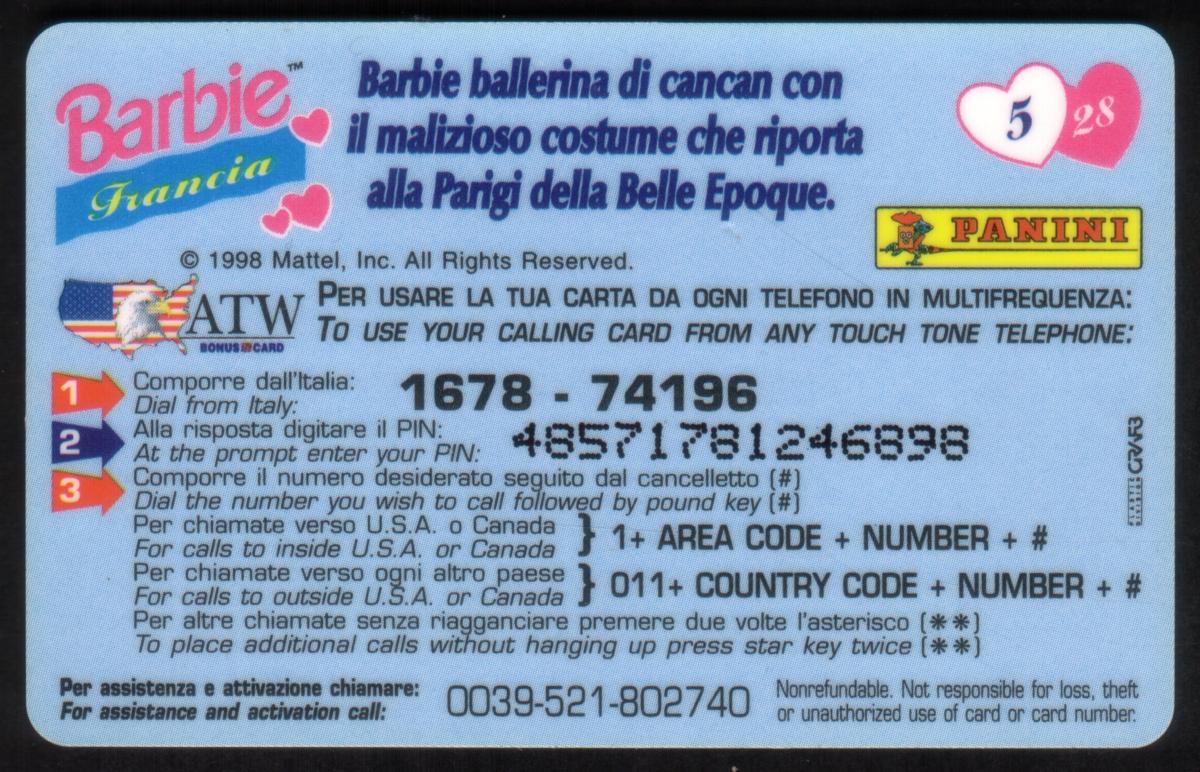 Barbie™
Francia
Barbie ballerina di cancan con
il malizioso costume che riporta
alla Parigi della Belle Epoque.
5 28
PANINI
© 1998 Mattel, Inc. All Rights Reserved.
ATW
BONUS CARD
PER USARE LA TUA CARTA DA OGNI TELEFONO IN MULTIFREQUENZA:
TO USE YOUR CALLING CARD FROM ANY TOUCH TONE TELEPHONE:
1 Comporre dall'Italia: 1678 - 74196
Dial from Italy:
2 Alla risposta digitare il PIN: 48571781246898
At the prompt enter your PIN:
3 Comporre il numero desiderato seguito dal cancelletto (#)
Dial the number you wish to call followed by pound key (#)
Per chiamate verso U.S.A. o Canada } 1+ AREA CODE + NUMBER + #
For calls to inside U.S.A. or Canada
Per chiamate verso ogni altro paese } 011+ COUNTRY CODE + NUMBER + #
For calls to outside U.S.A. or Canada
Per altre chiamate senza riagganciare premere due volte l'asterisco (**)
To place additional calls without hanging up press star key twice (**)
Per assistenza e attivazione chiamare: 0039-521-802740
For assistance and activation call:
Nonrefundable. Not responsible for loss, theft
or unauthorized use of card or card number.